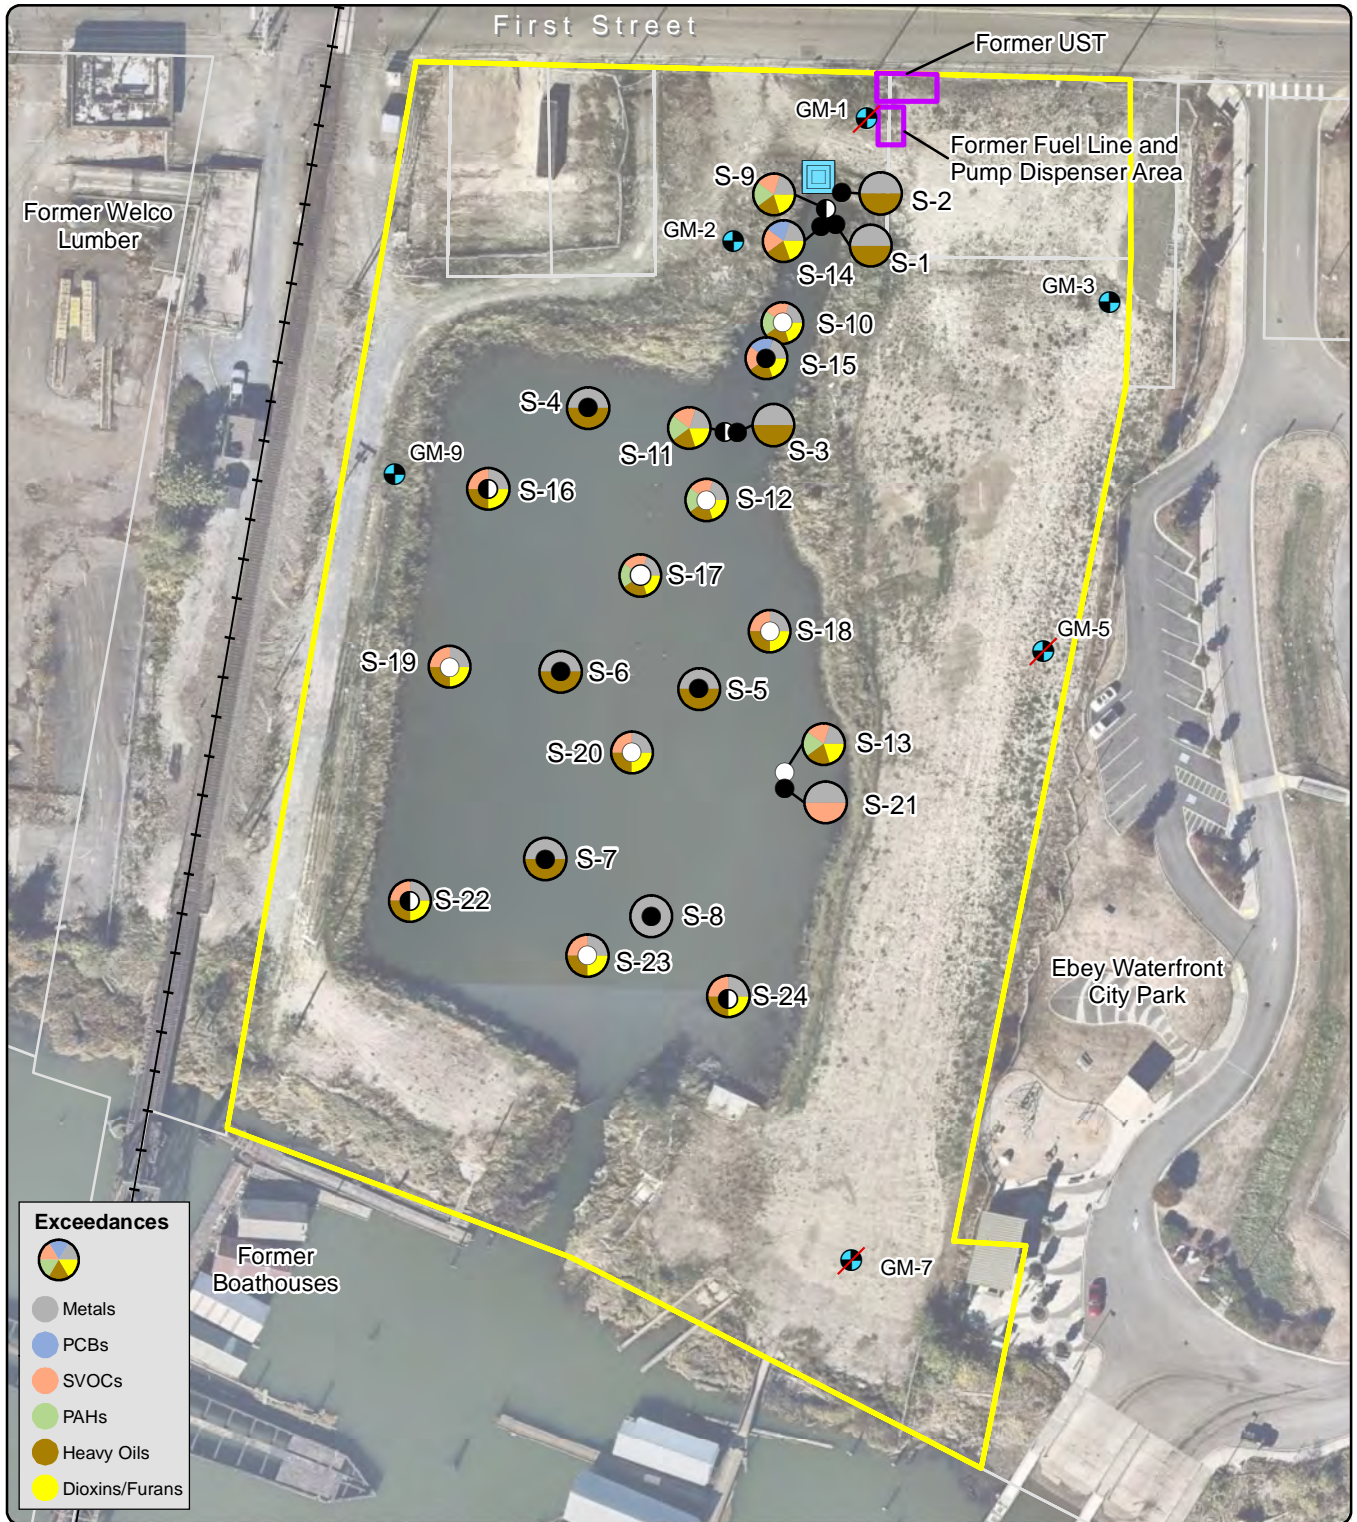 First Street
Former UST
GM-1
Former Fuel Line and
Pump Dispenser Area
S-9
S-2
Former Welco
Lumber
GM-2
S-1
S-14
GM-3
S-10
S-15
S-4
S-11
S-3
GM-9
S-16
S-12
S-17
S-18
GM-5
S-19
S-6
S-5
S-13
S-20
S-21
S-7
S-22
S-8
S-23
Ebey Waterfront
City Park
S-24
Exceedances
Metals
PCBs
SVOCs
PAHs
Heavy Oils
Dioxins/Furans
Former
Boathouses
GM-7